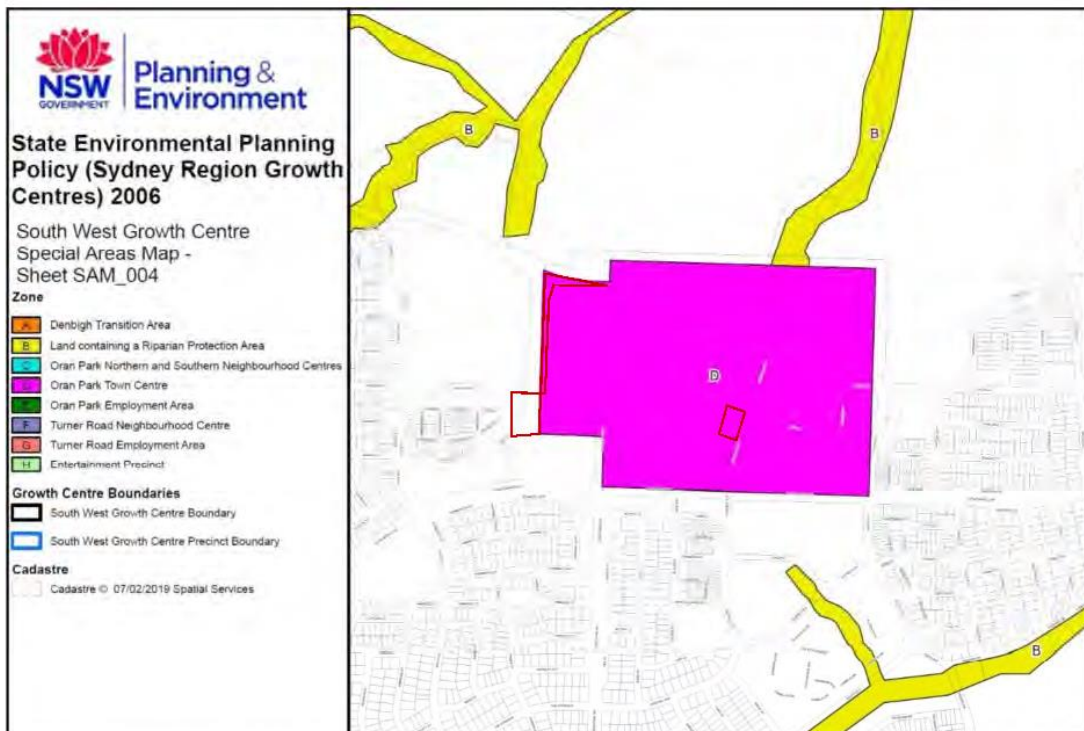 NSW
GOVERNMENT
Planning &
Environment
State Environmental Planning
Policy (Sydney Region Growth
Centres) 2006
South West Growth Centre
Special Areas Map -
Sheet SAM_004
Zone
A Denbigh Transition Area
B Land containing a Riparian Protection Area
C Oran Park Northern and Southern Neighbourhood Centres
D Oran Park Town Centre
E Oran Park Employment Area
F Turner Road Neighbourhood Centre
G Turner Road Employment Area
H Entertainment Precinct
Growth Centre Boundaries
South West Growth Centre Boundary
South West Growth Centre Precinct Boundary
Cadastre
Cadastre © 07/02/2019 Spatial Services
B
B
D
B